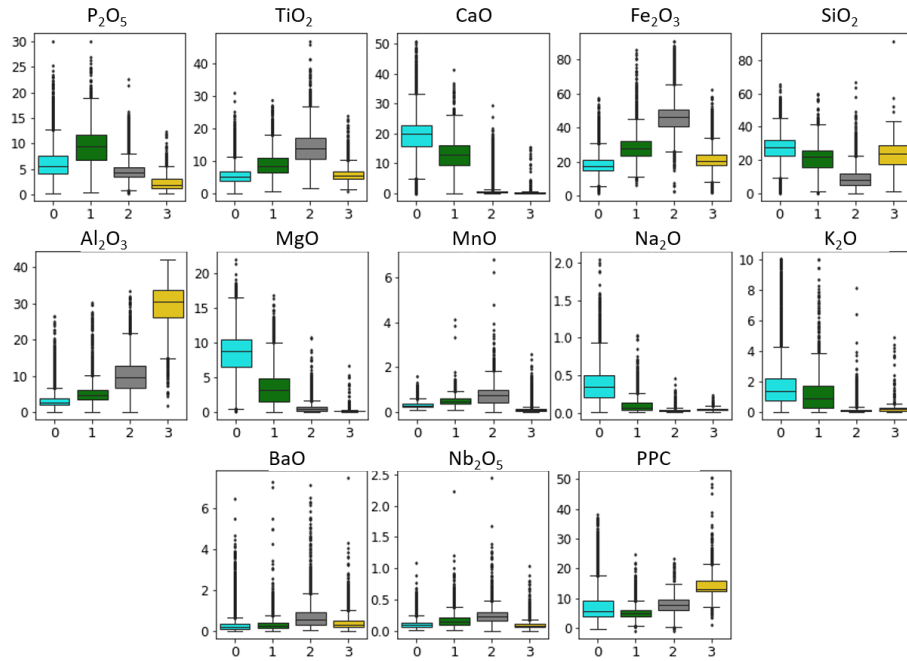 P₂O₅ TiO₂ CaO Fe₂O₃ SiO₂
30 25 20 15 10 5 0
40 30 20 10 0
50 40 30 20 10 0
80 60 40 20 0
80 60 40 20 0
0 1 2 3 0 1 2 3 0 1 2 3 0 1 2 3 0 1 2 3
Al₂O₃ MgO MnO Na₂O K₂O
40 30 20 10 0
20 15 10 5 0
6 4 2 0
2.0 1.5 1.0 0.5 0.0
10 8 6 4 2 0
0 1 2 3 0 1 2 3 0 1 2 3 0 1 2 3 0 1 2 3
BaO Nb₂O₅ PPC
6 4 2 0
2.5 2.0 1.5 1.0 0.5 0.0
50 40 30 20 10 0
0 1 2 3 0 1 2 3 0 1 2 3